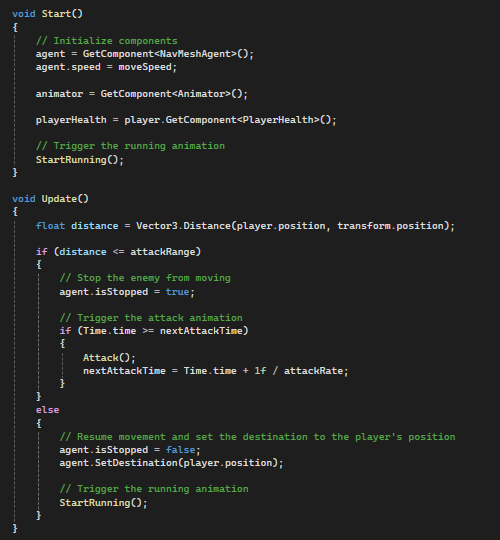 void Start()
{
    // Initialize components
    agent = GetComponent<NavMeshAgent>();
    agent.speed = moveSpeed;

    animator = GetComponent<Animator>();

    playerHealth = player.GetComponent<PlayerHealth>();

    // Trigger the running animation
    StartRunning();
}

void Update()
{
    float distance = Vector3.Distance(player.position, transform.position);

    if (distance <= attackRange)
    {
        // Stop the enemy from moving
        agent.isStopped = true;

        // Trigger the attack animation
        if (Time.time >= nextAttackTime)
        {
            Attack();
            nextAttackTime = Time.time + 1f / attackRate;
        }
    }
    else
    {
        // Resume movement and set the destination to the player's position
        agent.isStopped = false;
        agent.SetDestination(player.position);

        // Trigger the running animation
        StartRunning();
    }
}